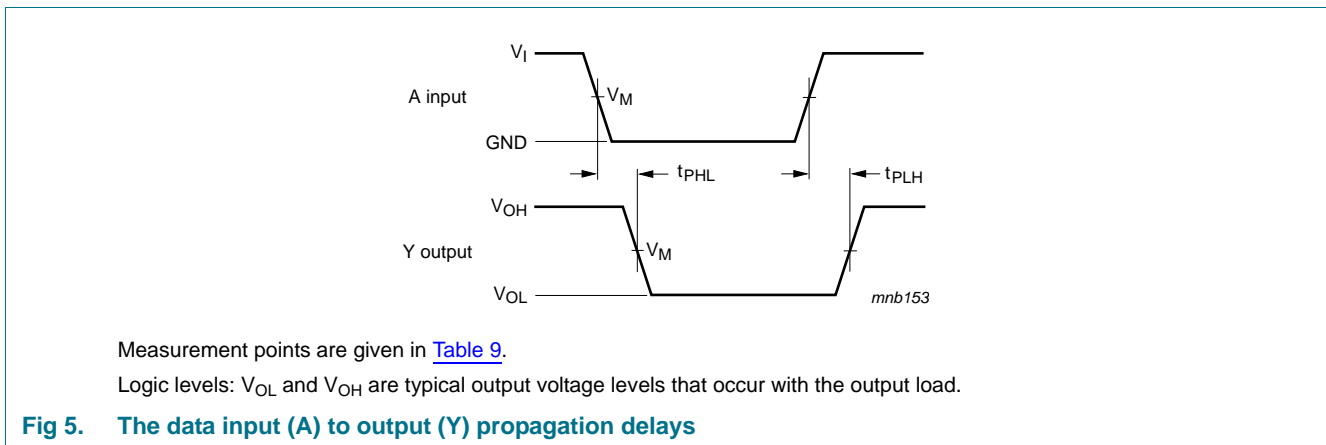 V_I
A input
V_M
GND
t_PHL
t_PLH
V_OH
Y output
V_M
V_OL
mnb153
Measurement points are given in Table 9.
Logic levels: V_OL and V_OH are typical output voltage levels that occur with the output load.
Fig 5. The data input (A) to output (Y) propagation delays